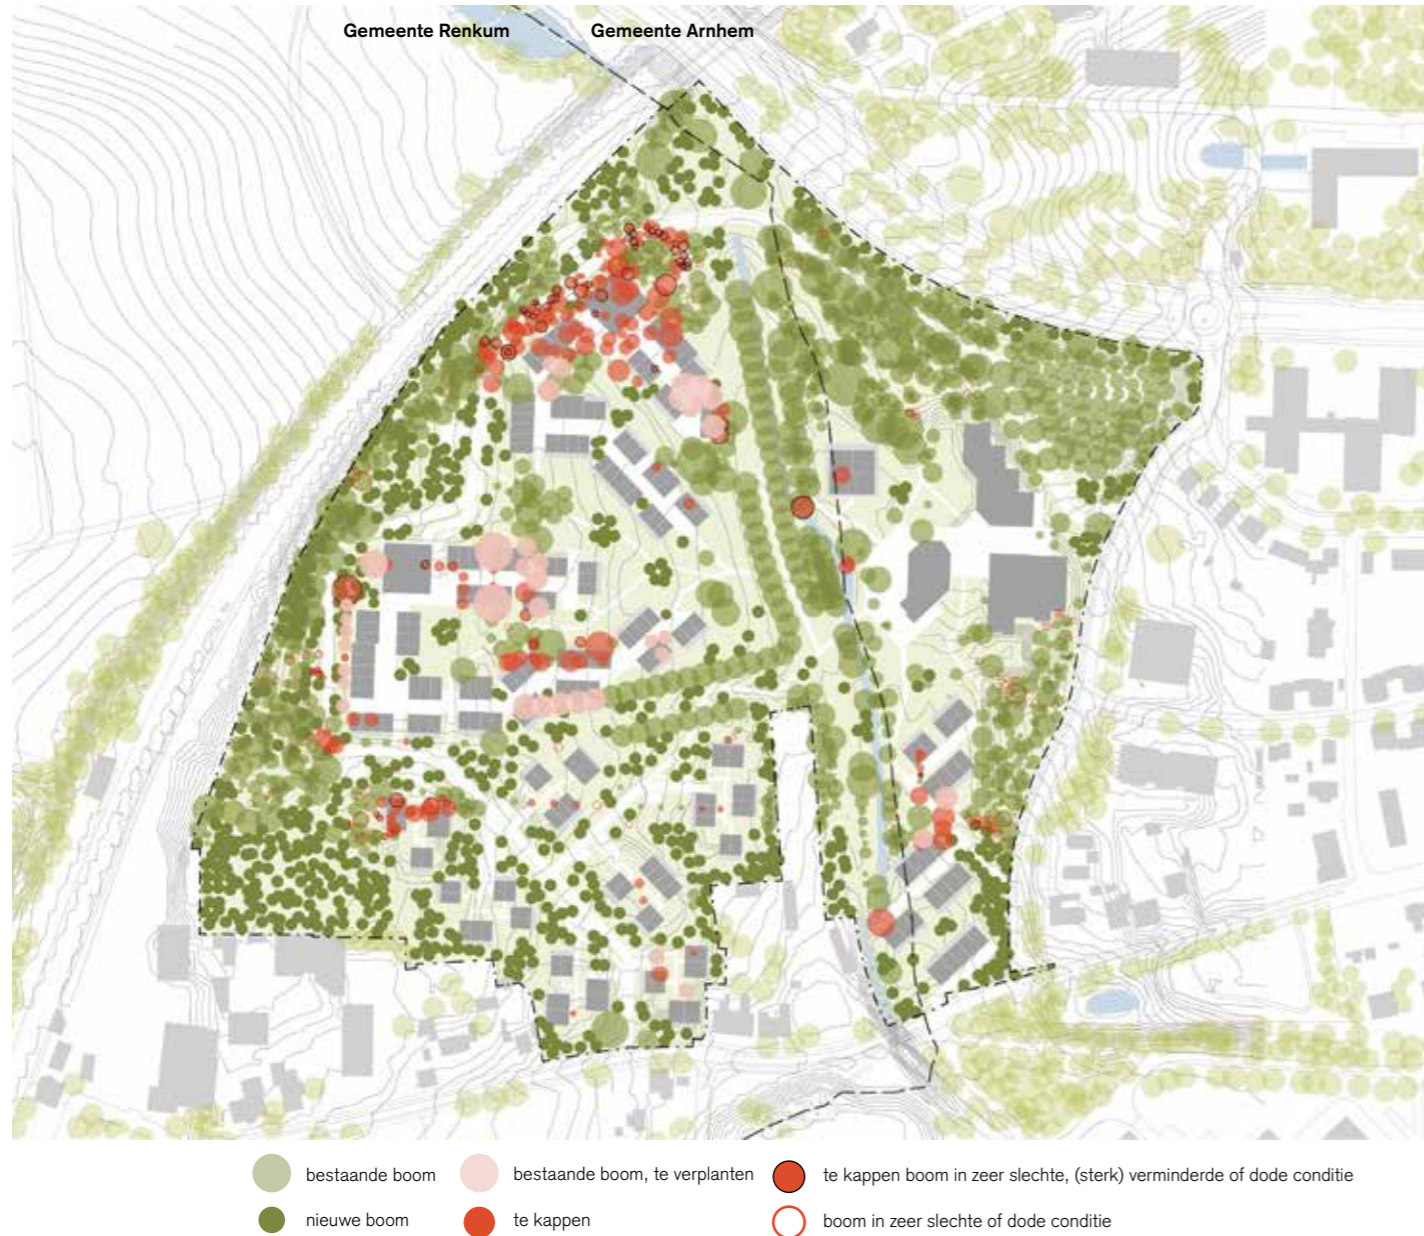 Gemeente Renkum
Gemeente Arnhem
bestaande boom
bestaande boom, te verplanten
te kappen boom in zeer slechte, (sterk) verminderde of dode conditie
nieuwe boom
te kappen
boom in zeer slechte of dode conditie